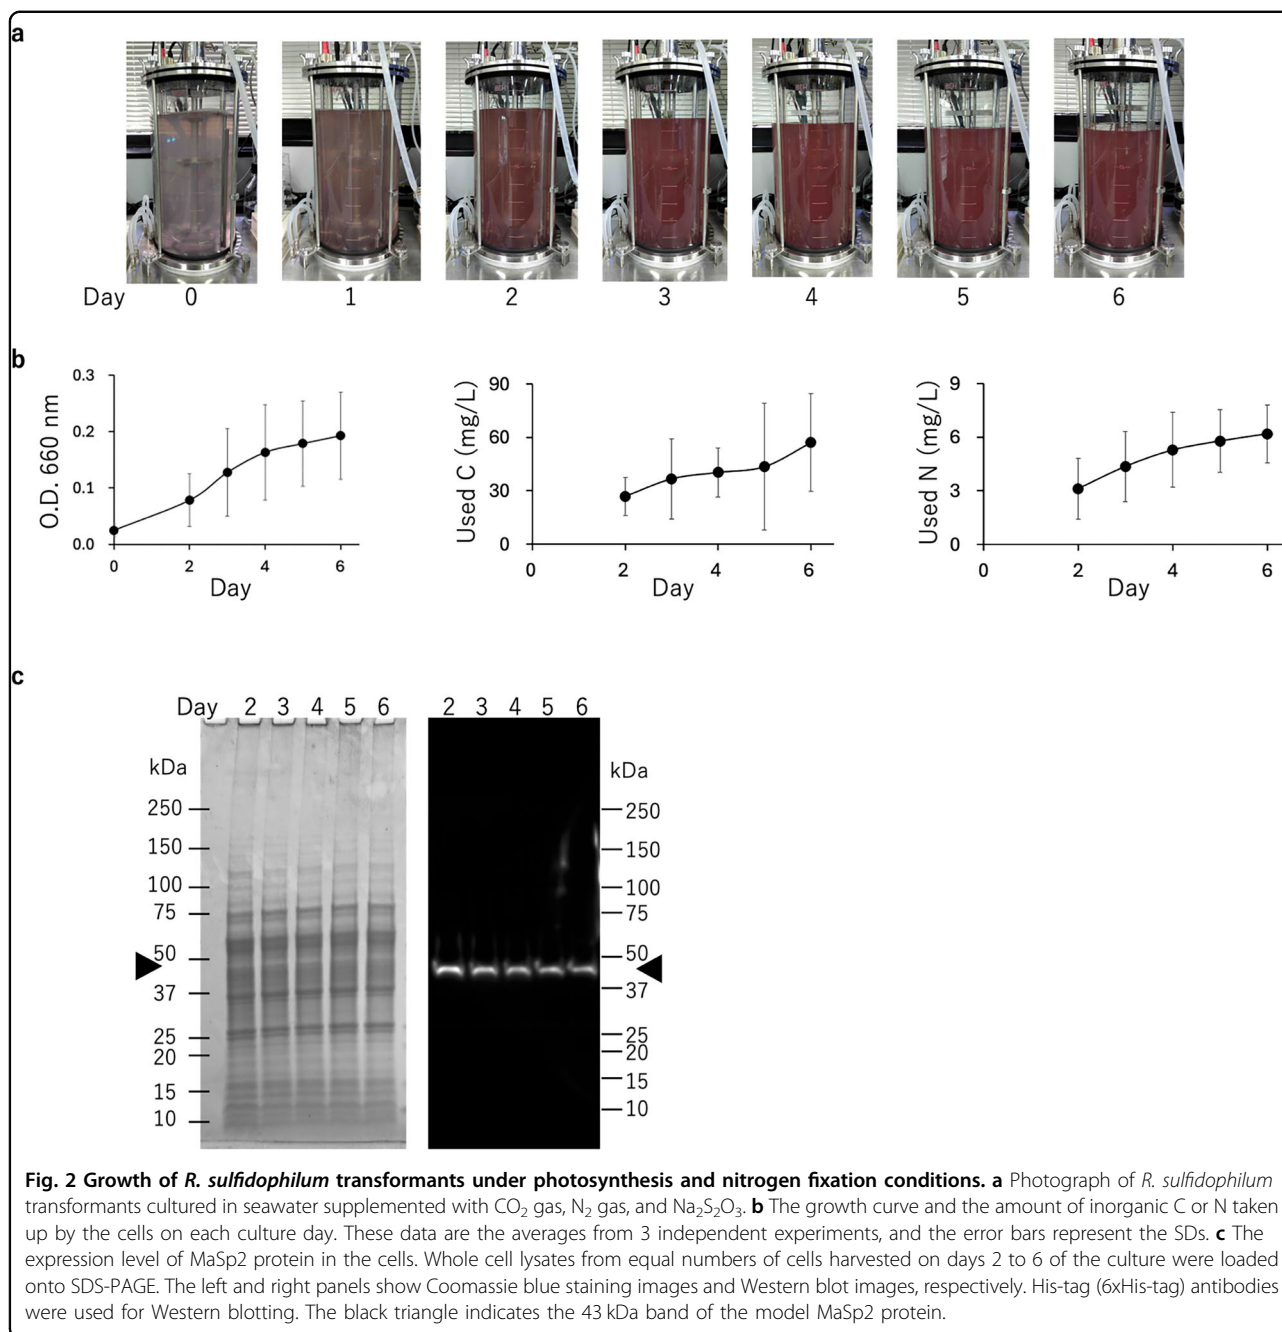 a
Day 0 1 2 3 4 5 6
b
0.3
0.2
0.1
0.0
O.D. 660 nm
0 2 4 6
Day
90
60
30
0
Used C (mg/L)
0 2 4 6
Day
9
6
3
0
Used N (mg/L)
0 2 4 6
Day
c
Day 2 3 4 5 6
kDa
250
150
100
75
50
37
25
20
15
10
2 3 4 5 6
kDa
250
150
100
75
50
37
25
20
15
10
Fig. 2 Growth of R. sulfidophilum transformants under photosynthesis and nitrogen fixation conditions. a Photograph of R. sulfidophilum
transformants cultured in seawater supplemented with CO₂ gas, N₂ gas, and Na₂S₂O₃. b The growth curve and the amount of inorganic C or N taken
up by the cells on each culture day. These data are the averages from 3 independent experiments, and the error bars represent the SDs. c The
expression level of MaSp2 protein in the cells. Whole cell lysates from equal numbers of cells harvested on days 2 to 6 of the culture were loaded
onto SDS-PAGE. The left and right panels show Coomassie blue staining images and Western blot images, respectively. His-tag (6xHis-tag) antibodies
were used for Western blotting. The black triangle indicates the 43 kDa band of the model MaSp2 protein.